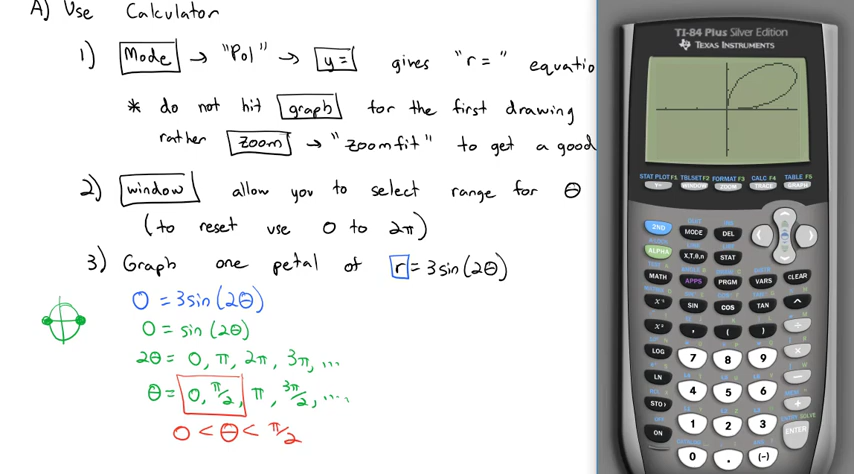 A) Use Calculator
1) Mode → "Pol" → y= gives "r=" equatio
* do not hit graph for the first drawing
rather zoom → "zoomfit" to get a good
2) window allow you to select range for θ
(to reset use 0 to 2π)
3) Graph one petal of r = 3sin(2θ)
0 = 3sin(2θ)
0 = sin(2θ)
2θ = 0, π, 2π, 3π, ...
θ = 0, π/2, π, 3π/2, ...
0 < θ < π/2
TI-84 Plus Silver Edition
TEXAS INSTRUMENTS
STAT PLOT F1 TBLSET F2 FORMAT F3 CALC F4 TABLE F5
Y= WINDOW ZOOM TRACE GRAPH
2ND MODE DEL
ALPHA X,T,θ,n STAT
MATH APPS PRGM VARS CLEAR
x⁻¹ SIN COS TAN ^
x² , ( ) ÷
LOG 7 8 9 ×
LN 4 5 6 −
STO› 1 2 3 +
ON 0 . (-) ENTER